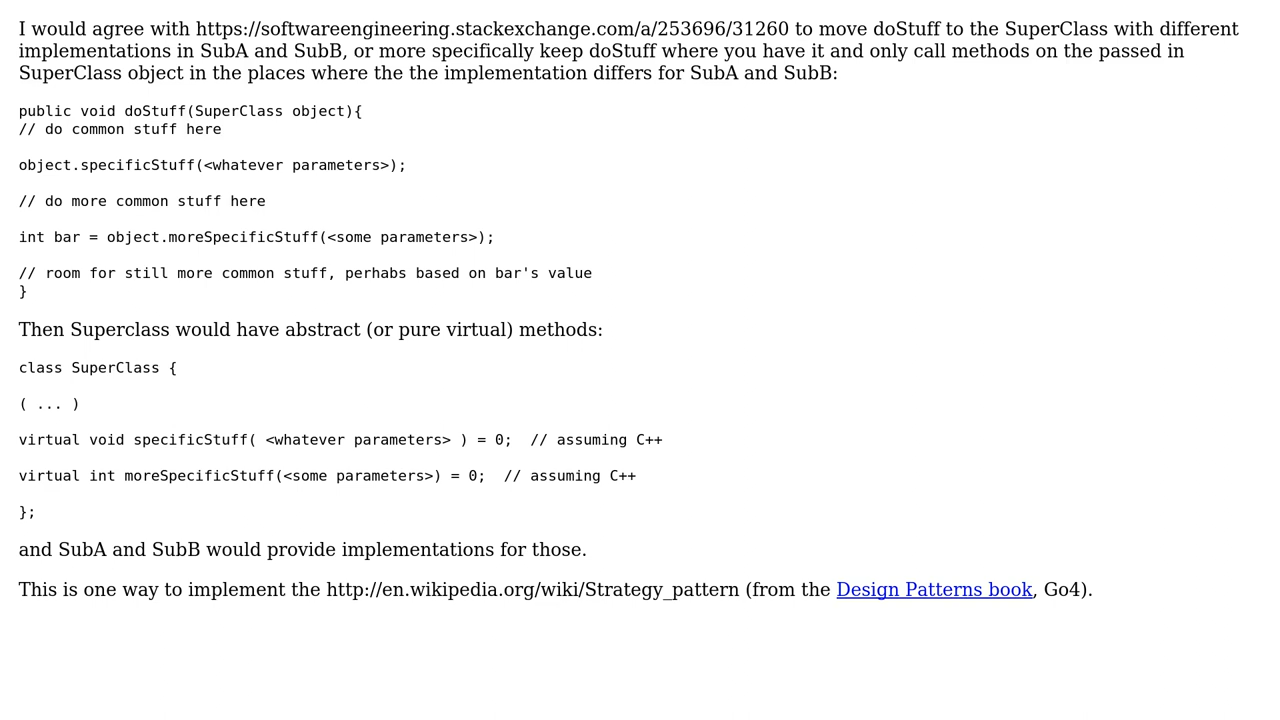 I would agree with https://softwareengineering.stackexchange.com/a/253696/31260 to move doStuff to the SuperClass with different
implementations in SubA and SubB, or more specifically keep doStuff where you have it and only call methods on the passed in
SuperClass object in the places where the the implementation differs for SubA and SubB:
public void doStuff(SuperClass object){
// do common stuff here
object.specificStuff(<whatever parameters>);
// do more common stuff here
int bar = object.moreSpecificStuff(<some parameters>);
// room for still more common stuff, perhabs based on bar's value
}
Then Superclass would have abstract (or pure virtual) methods:
class SuperClass {
( ... )
virtual void specificStuff( <whatever parameters> ) = 0;  // assuming C++
virtual int moreSpecificStuff(<some parameters>) = 0;  // assuming C++
};
and SubA and SubB would provide implementations for those.
This is one way to implement the http://en.wikipedia.org/wiki/Strategy_pattern (from the Design Patterns book, Go4).